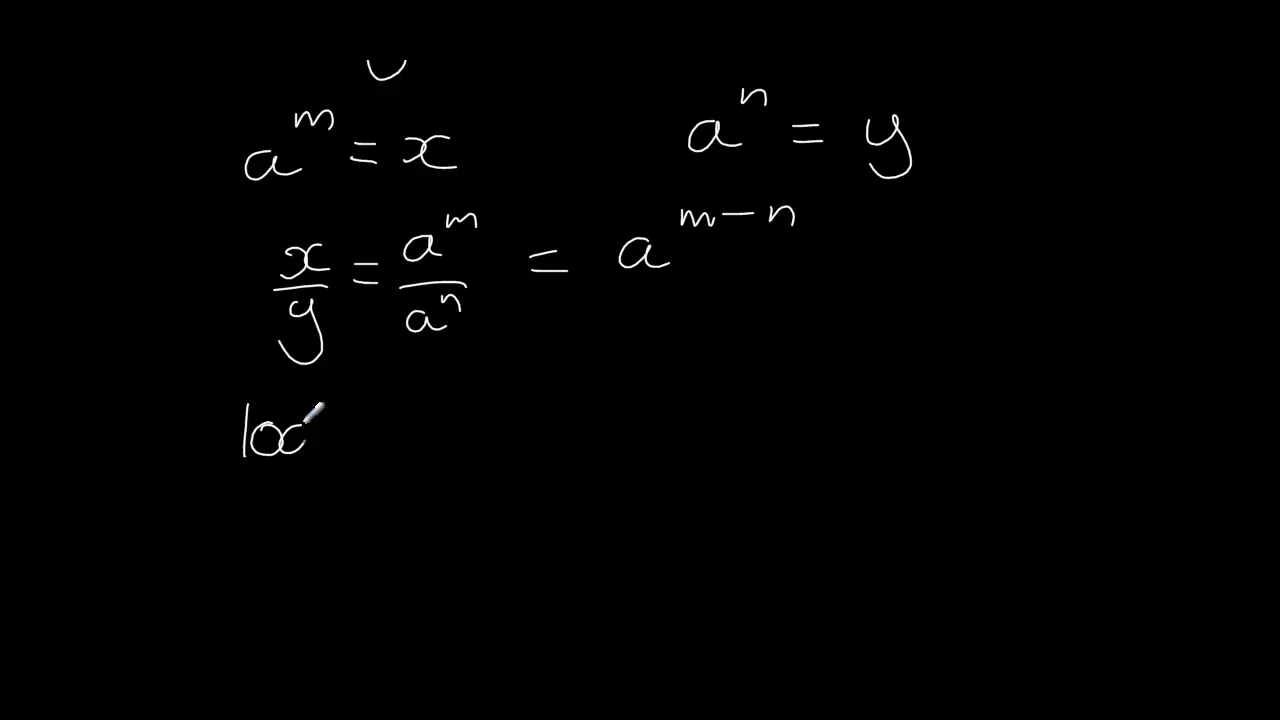 a^m = x a^n = y
x/y = a^m/a^n = a^(m-n)
lo